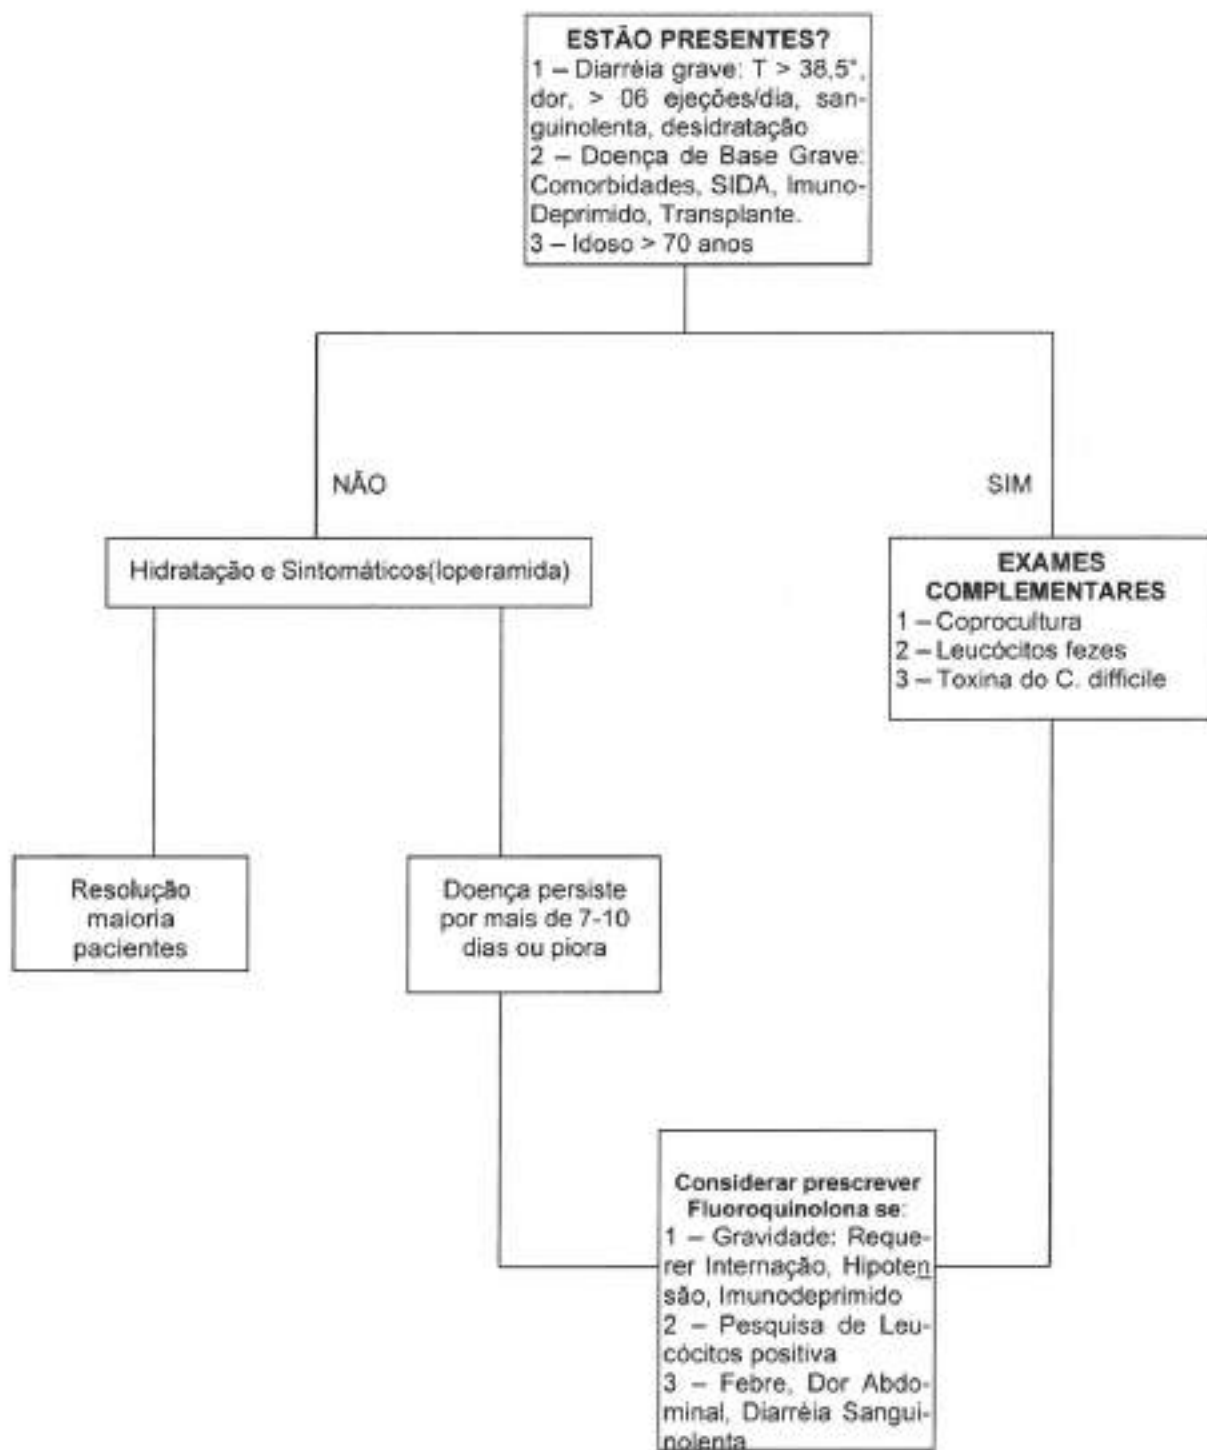 ESTÃO PRESENTES?
1 – Diarréia grave: T > 38,5°,
dor, > 06 ejeções/dia, san-
guinolenta, desidratação
2 – Doença de Base Grave:
Comorbidades, SIDA, Imuno-
Deprimido, Transplante.
3 – Idoso > 70 anos
NÃO
SIM
Hidratação e Sintomáticos(loperamida)
EXAMES
COMPLEMENTARES
1 – Coprocultura
2 – Leucócitos fezes
3 – Toxina do C. difficile
Resolução
maioria
pacientes
Doença persiste
por mais de 7-10
dias ou piora
Considerar prescrever
Fluoroquinolona se:
1 – Gravidade: Reque-
rer Internação, Hipoten
são, Imunodeprimido
2 – Pesquisa de Leu-
cócitos positiva
3 – Febre, Dor Abdo-
minal, Diarréia Sangui-
nolenta